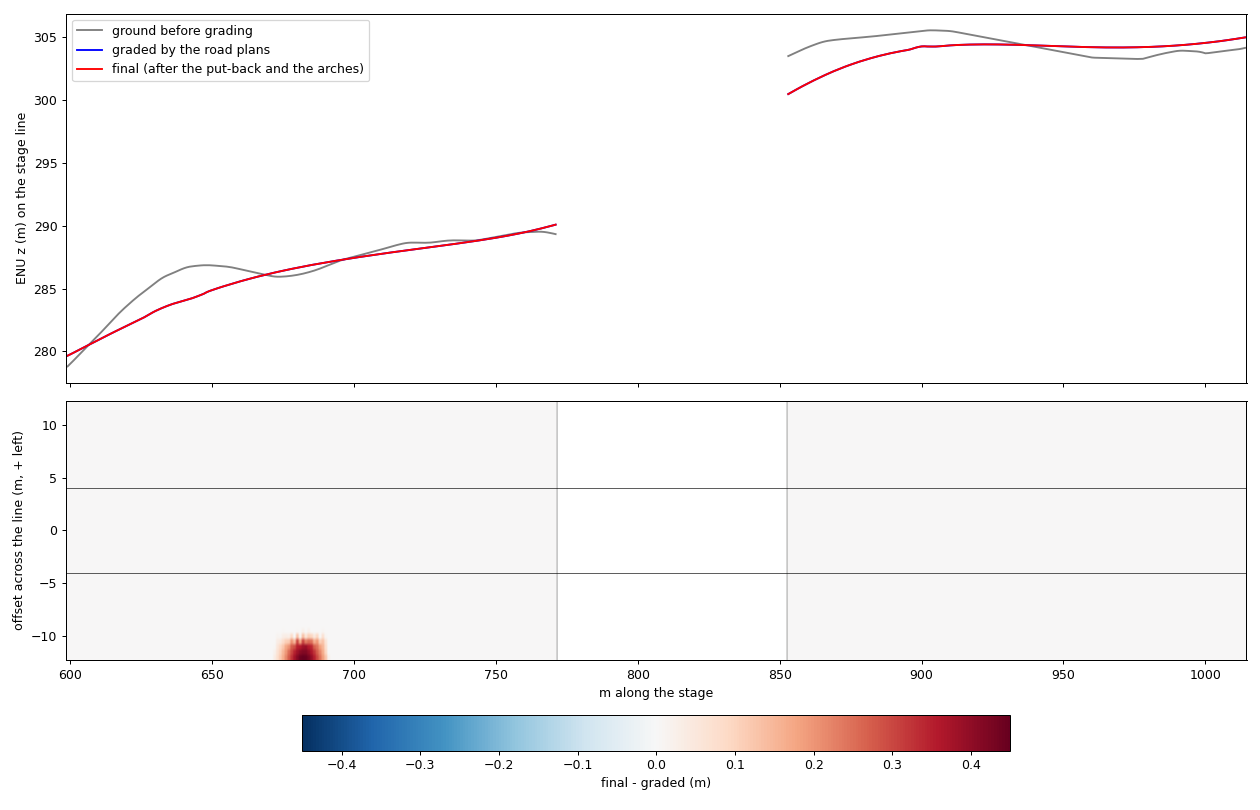 ground before grading
graded by the road plans
final (after the put-back and the arches)
ENU z (m) on the stage line
305
300
295
290
285
280
offset across the line (m, + left)
10
5
0
−5
−10
600 650 700 750 800 850 900 950 1000
m along the stage
−0.4 −0.3 −0.2 −0.1 0.0 0.1 0.2 0.3 0.4
final - graded (m)